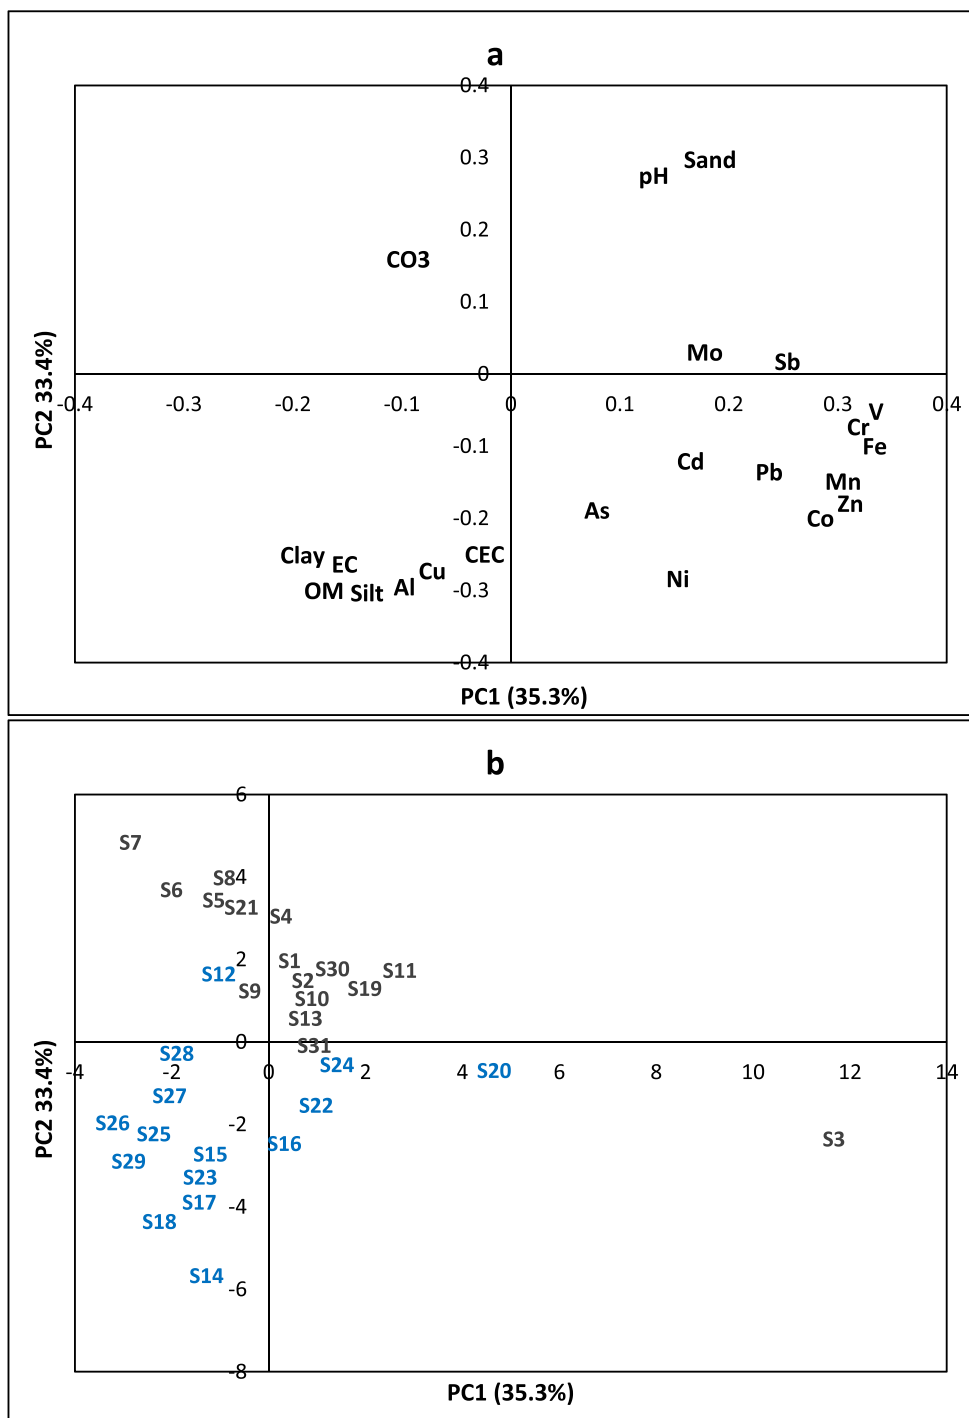 a
0.4
0.3
Sand
pH
0.2
CO3
0.1
Mo
Sb
0
-0.4 -0.3 -0.2 -0.1 0 0.1 0.2 0.3 0.4
PC2 33.4%)
V
Cr
-0.1
Fe
Cd
Pb
Mn
Zn
As
-0.2
Co
Clay
EC
CEC
Cu
Ni
OM
Silt
Al
-0.3
-0.4
PC1 (35.3%)
b
6
S7
S8
4
S6
S5
S21
S4
2
S1
S12
S30
S11
S2
S9
S19
S10
S13
0
S31
S28
S24
-4 -2 0 2 4 6 8 10 12 14
S20
PC2 33.4%)
S27
S22
S26
-2
S25
S3
S16
S29
S15
S23
S17
-4
S18
S14
-6
-8
PC1 (35.3%)